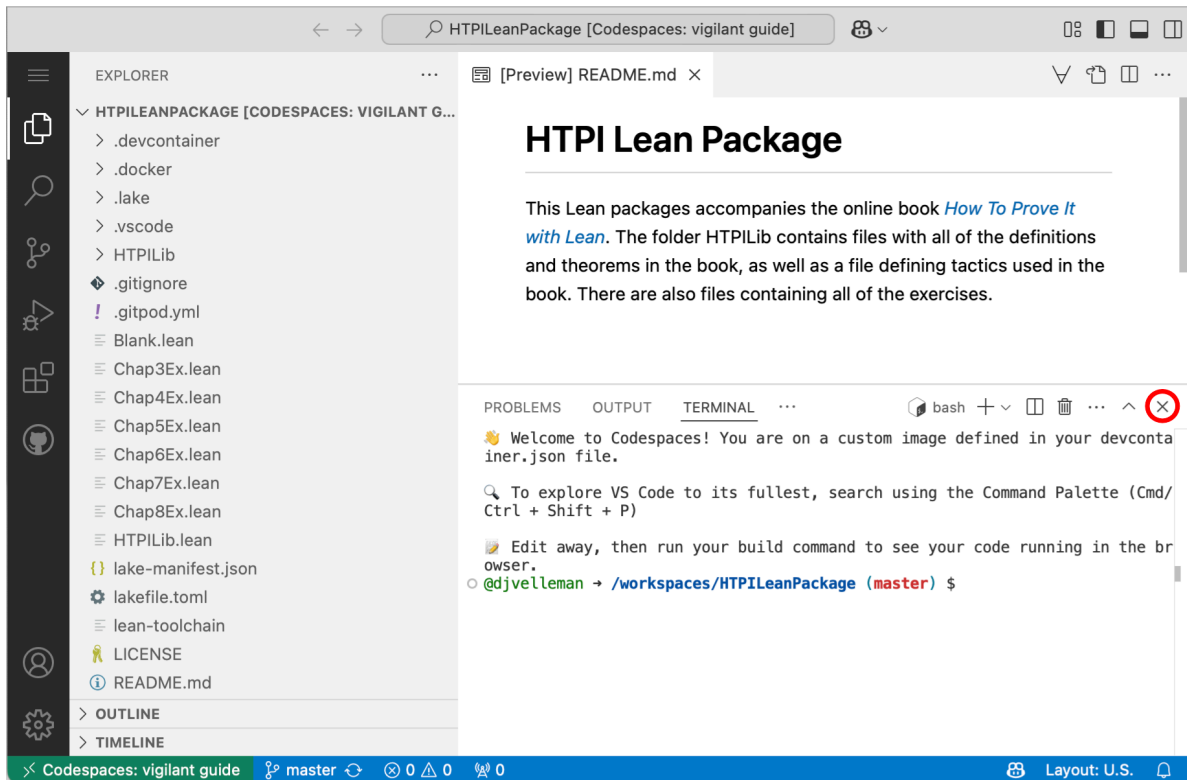 HTPILeanPackage [Codespaces: vigilant guide]
EXPLORER
HTPILEANPACKAGE [CODESPACES: VIGILANT G...
.devcontainer
.docker
.lake
.vscode
HTPILib
.gitignore
.gitpod.yml
Blank.lean
Chap3Ex.lean
Chap4Ex.lean
Chap5Ex.lean
Chap6Ex.lean
Chap7Ex.lean
Chap8Ex.lean
HTPILib.lean
{} lake-manifest.json
lakefile.toml
lean-toolchain
LICENSE
README.md
OUTLINE
TIMELINE
[Preview] README.md
HTPI Lean Package
This Lean packages accompanies the online book How To Prove It
with Lean. The folder HTPILib contains files with all of the definitions
and theorems in the book, as well as a file defining tactics used in the
book. There are also files containing all of the exercises.
PROBLEMS OUTPUT TERMINAL ... bash
👋 Welcome to Codespaces! You are on a custom image defined in your devconta
iner.json file.
🔍 To explore VS Code to its fullest, search using the Command Palette (Cmd/
Ctrl + Shift + P)
📝 Edit away, then run your build command to see your code running in the br
owser.
@djvelleman → /workspaces/HTPILeanPackage (master) $
Codespaces: vigilant guide master 0 0 0 Layout: U.S.